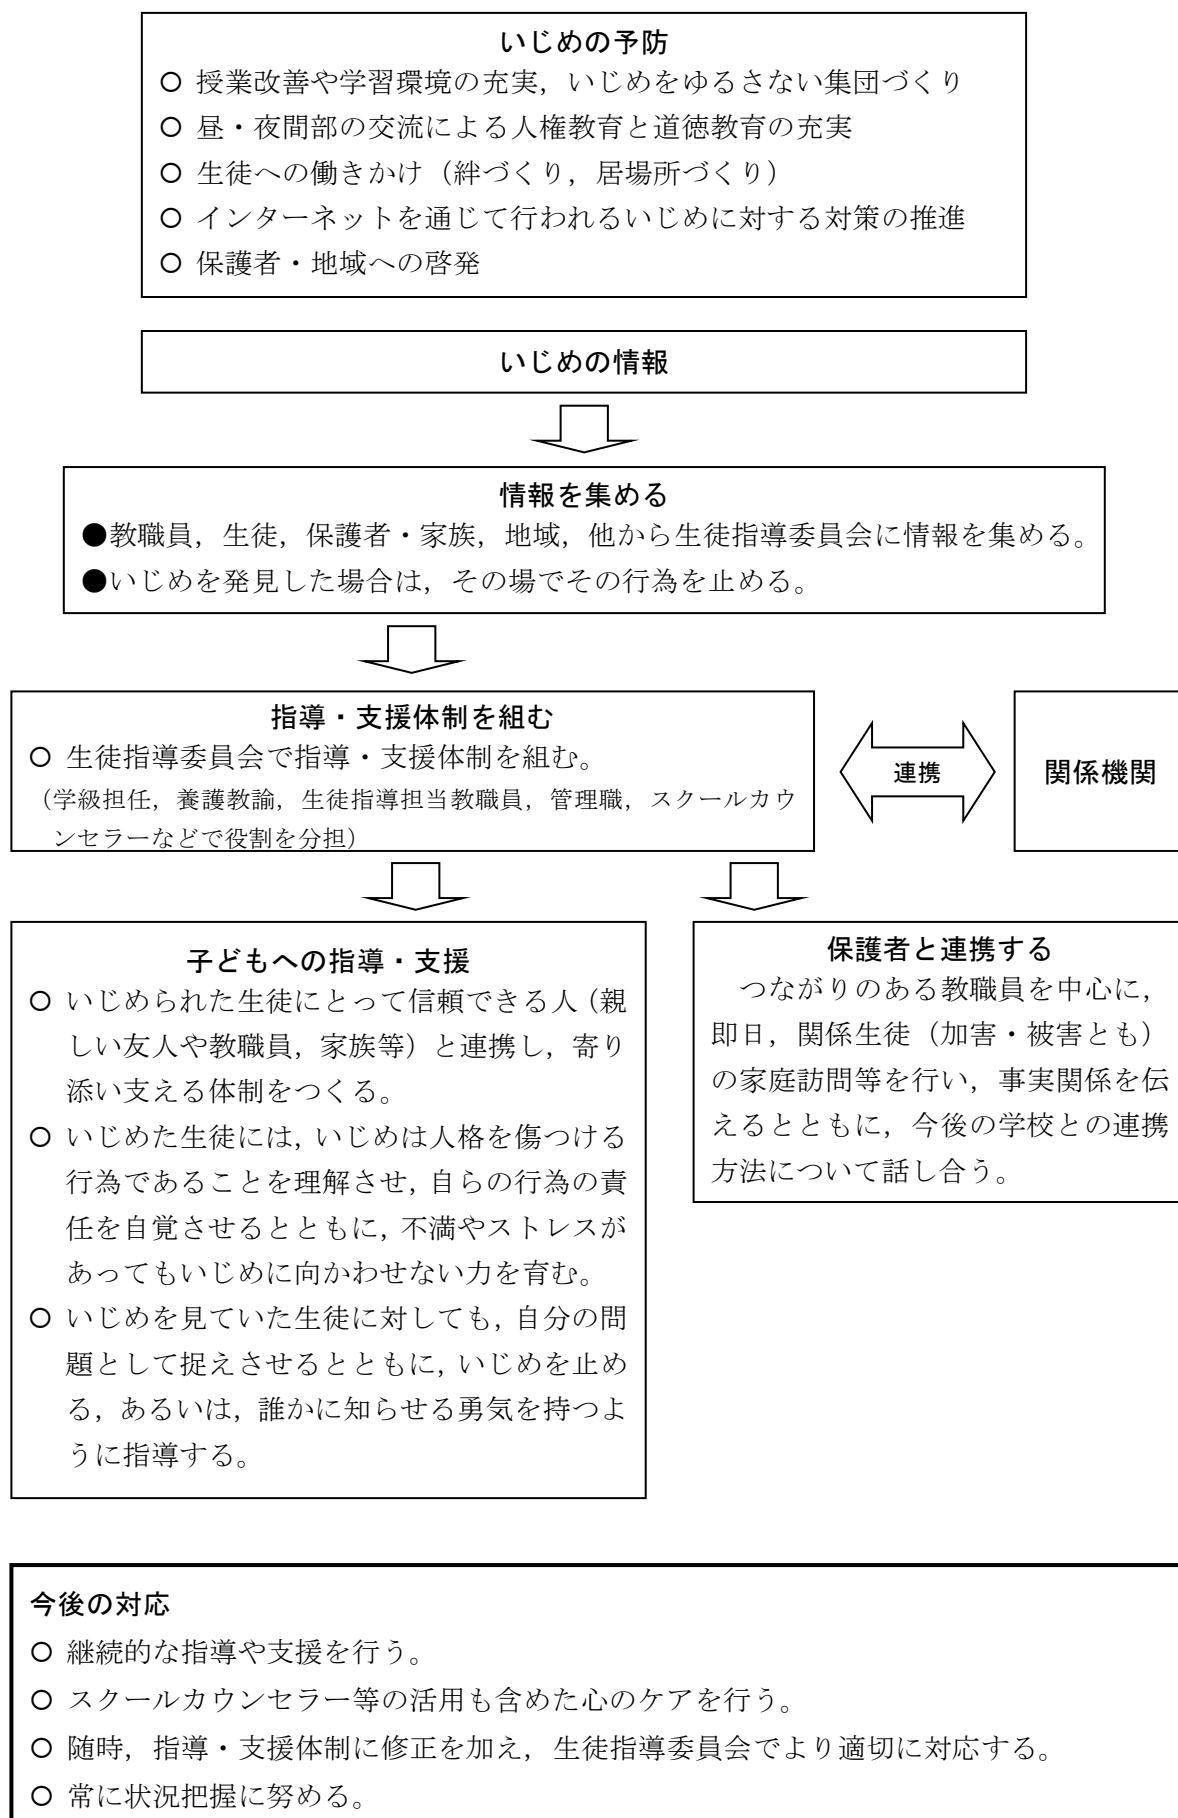 いじめの予防
○ 授業改善や学習環境の充実，いじめをゆるさない集団づくり
○ 昼・夜間部の交流による人権教育と道徳教育の充実
○ 生徒への働きかけ（絆づくり，居場所づくり）
○ インターネットを通じて行われるいじめに対する対策の推進
○ 保護者・地域への啓発
いじめの情報
情報を集める
●教職員，生徒，保護者・家族，地域，他から生徒指導委員会に情報を集める。
●いじめを発見した場合は，その場でその行為を止める。
指導・支援体制を組む
○ 生徒指導委員会で指導・支援体制を組む。
（学級担任，養護教諭，生徒指導担当教職員，管理職，スクールカウ
ンセラーなどで役割を分担）
連携
関係機関
子どもへの指導・支援
○ いじめられた生徒にとって信頼できる人（親
しい友人や教職員，家族等）と連携し，寄り
添い支える体制をつくる。
○ いじめた生徒には，いじめは人格を傷つける
行為であることを理解させ，自らの行為の責
任を自覚させるとともに，不満やストレスが
あってもいじめに向かわせない力を育む。
○ いじめを見ていた生徒に対しても，自分の問
題として捉えさせるとともに，いじめを止め
る，あるいは，誰かに知らせる勇気を持つよ
うに指導する。
保護者と連携する
つながりのある教職員を中心に，
即日，関係生徒（加害・被害とも）
の家庭訪問等を行い，事実関係を伝
えるとともに，今後の学校との連携
方法について話し合う。
今後の対応
○ 継続的な指導や支援を行う。
○ スクールカウンセラー等の活用も含めた心のケアを行う。
○ 随時，指導・支援体制に修正を加え，生徒指導委員会でより適切に対応する。
○ 常に状況把握に努める。